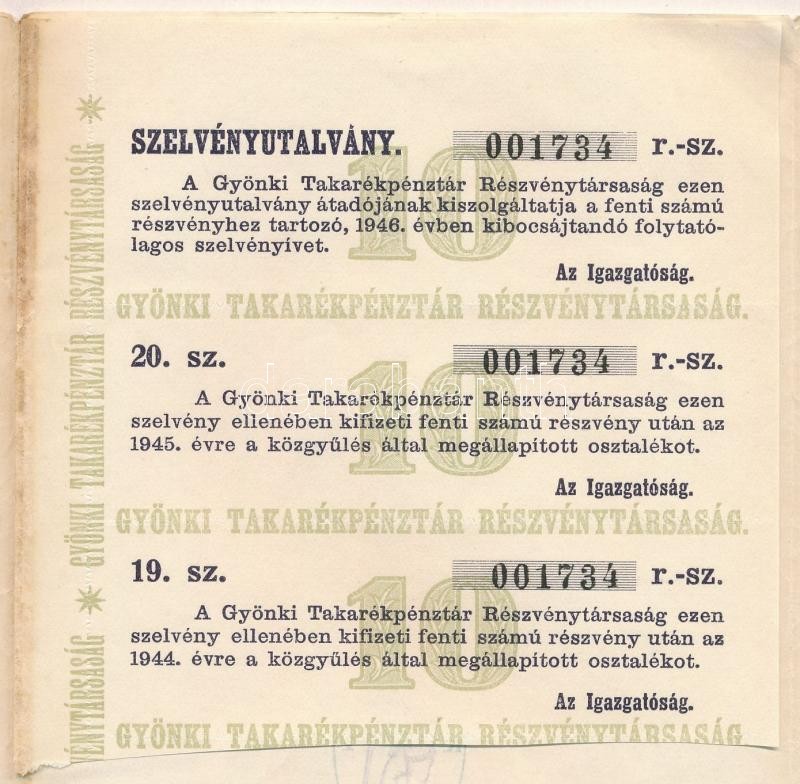 SZELVÉNYUTALVÁNY. 001734 r.-sz.
A Gyönki Takarékpénztár Részvénytársaság ezen
szelvényutalvány átadójának kiszolgáltatja a fenti számú
részvényhez tartozó, 1946. évben kibocsájtandó folytató-
lagos szelvényívet.
Az Igazgatóság.
GYÖNKI TAKARÉKPÉNZTÁR RÉSZVÉNYTÁRSASÁG.
10
20. sz. 001734 r.-sz.
A Gyönki Takarékpénztár Részvénytársaság ezen
szelvény ellenében kifizeti fenti számú részvény után az
1945. évre a közgyűlés által megállapított osztalékot.
Az Igazgatóság.
GYÖNKI TAKARÉKPÉNZTÁR RÉSZVÉNYTÁRSASÁG.
10
19. sz. 001734 r.-sz.
A Gyönki Takarékpénztár Részvénytársaság ezen
szelvény ellenében kifizeti fenti számú részvény után az
1944. évre a közgyűlés által megállapított osztalékot.
Az Igazgatóság.
GYÖNKI TAKARÉKPÉNZTÁR RÉSZVÉNYTÁRSASÁG.
10
GYÖNKI TAKARÉKPÉNZTÁR RÉSZVÉNYTÁRSASÁG
VÉNYTÁRSASÁG